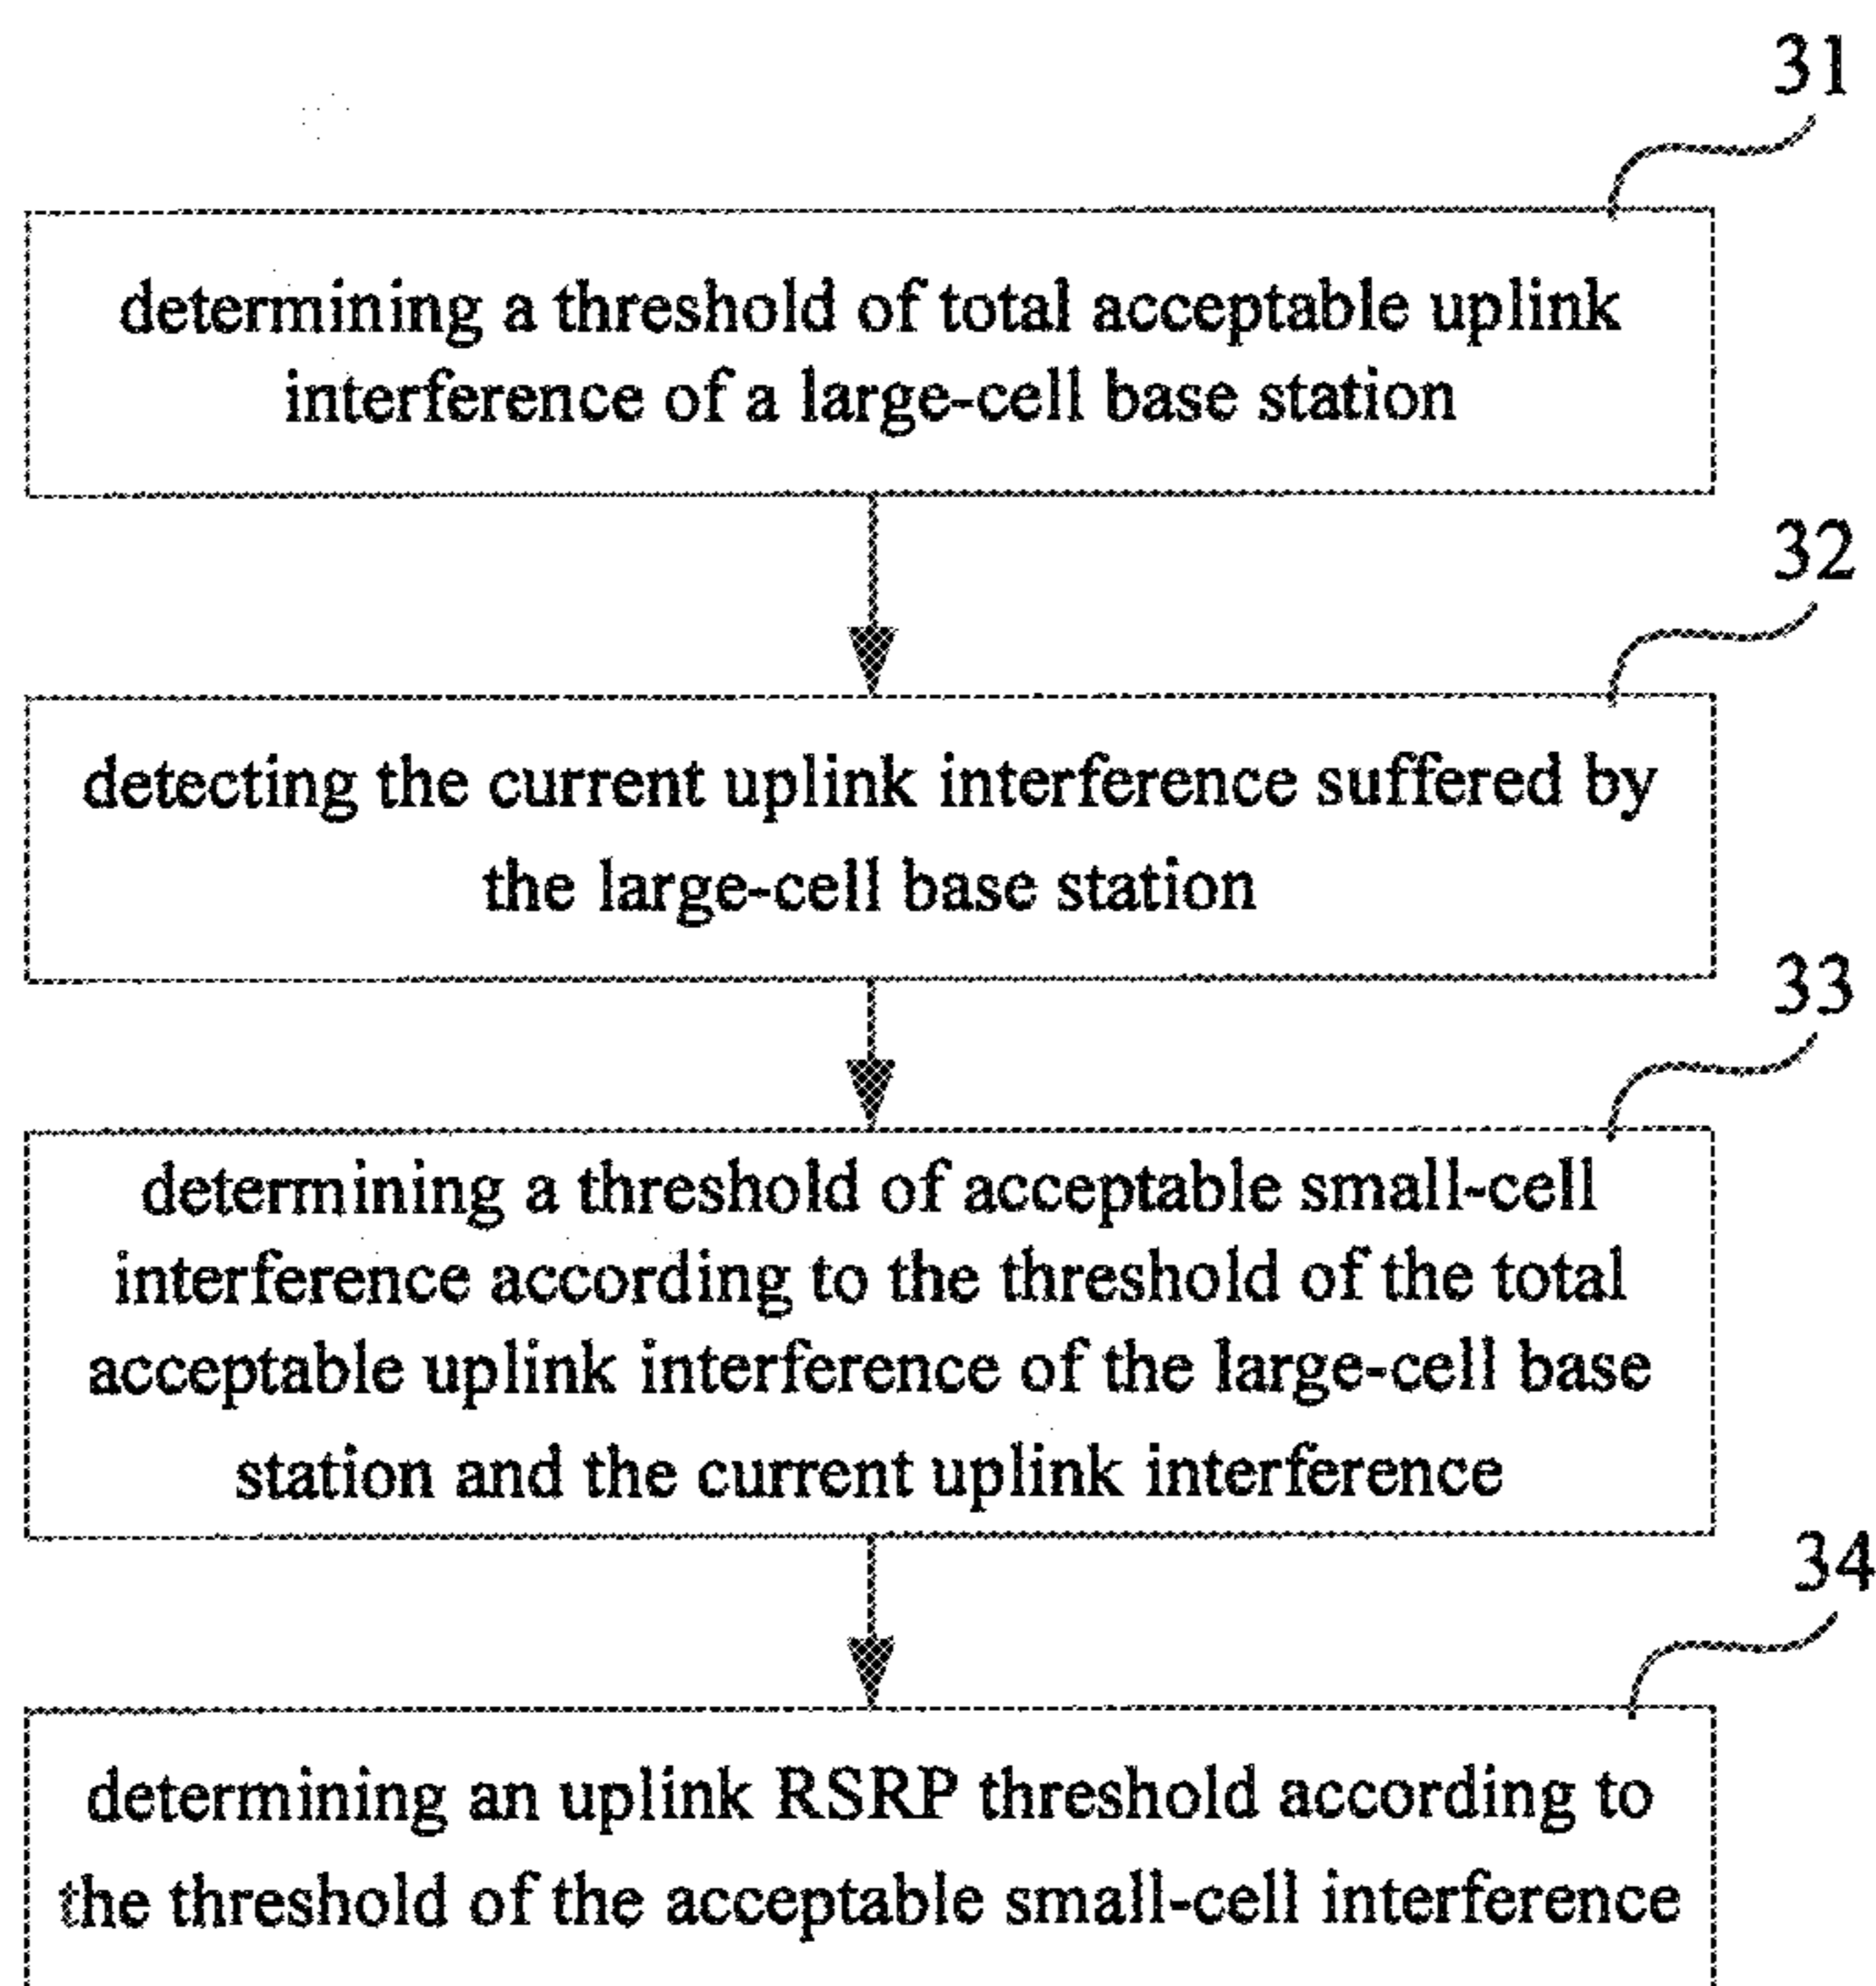 31
determining a threshold of total acceptable uplink
interference of a large-cell base station
32
detecting the current uplink interference suffered by
the large-cell base station
33
determining a threshold of acceptable small-cell
interference according to the threshold of the total
acceptable uplink interference of the large-cell base
station and the current uplink interference
34
determining an uplink RSRP threshold according to
the threshold of the acceptable small-cell interference